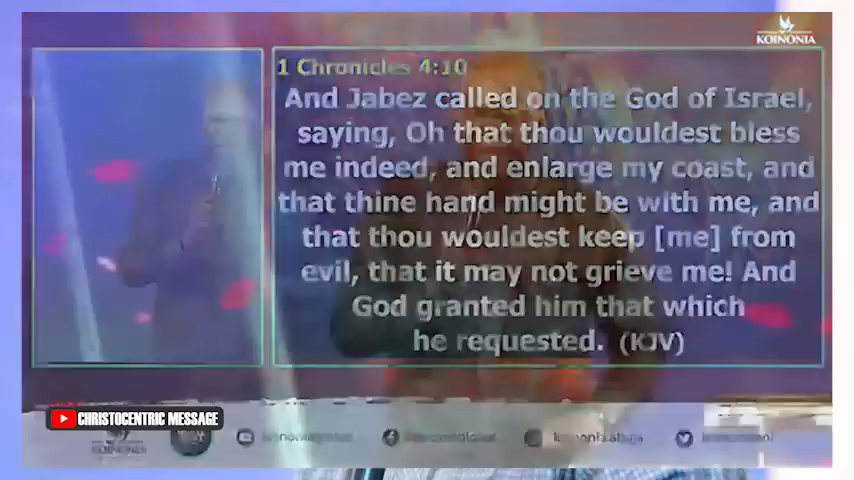 KOINONIA
1 Chronicles 4:10
And Jabez called on the God of Israel,
saying, Oh that thou wouldest bless
me indeed, and enlarge my coast, and
that thine hand might be with me, and
that thou wouldest keep [me] from
evil, that it may not grieve me! And
God granted him that which
he requested. (KJV)
CHRISTOCENTRIC MESSAGE
KOINONIA